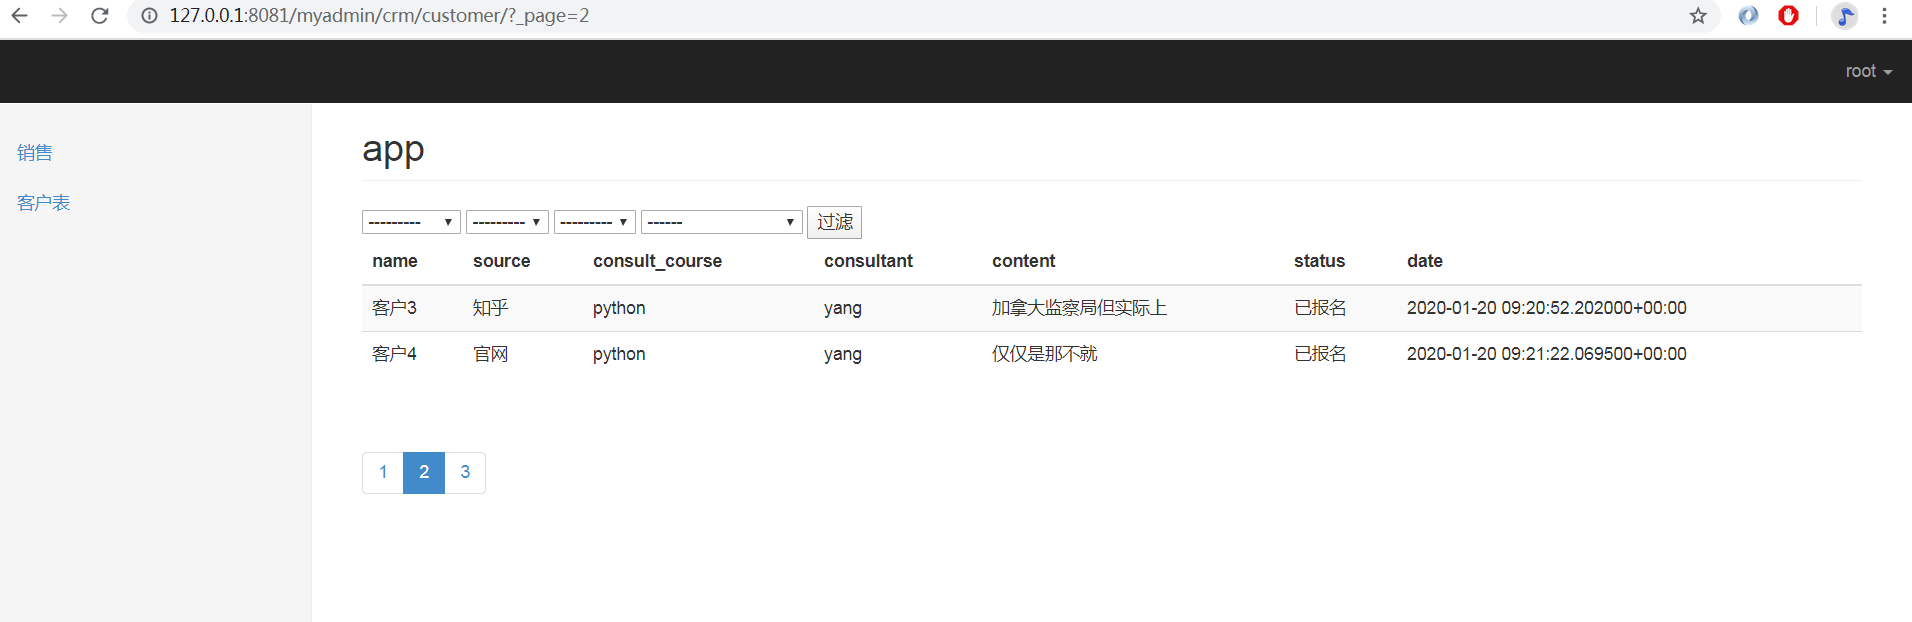 127.0.0.1:8081/myadmin/crm/customer/?_page=2
root
销售
客户表
app
--------- --------- --------- ------ 过滤
name source consult_course consultant content status date
客户3 知乎 python yang 加拿大监察局但实际上 已报名 2020-01-20 09:20:52.202000+00:00
客户4 官网 python yang 仅仅是那不就 已报名 2020-01-20 09:21:22.069500+00:00
1 2 3